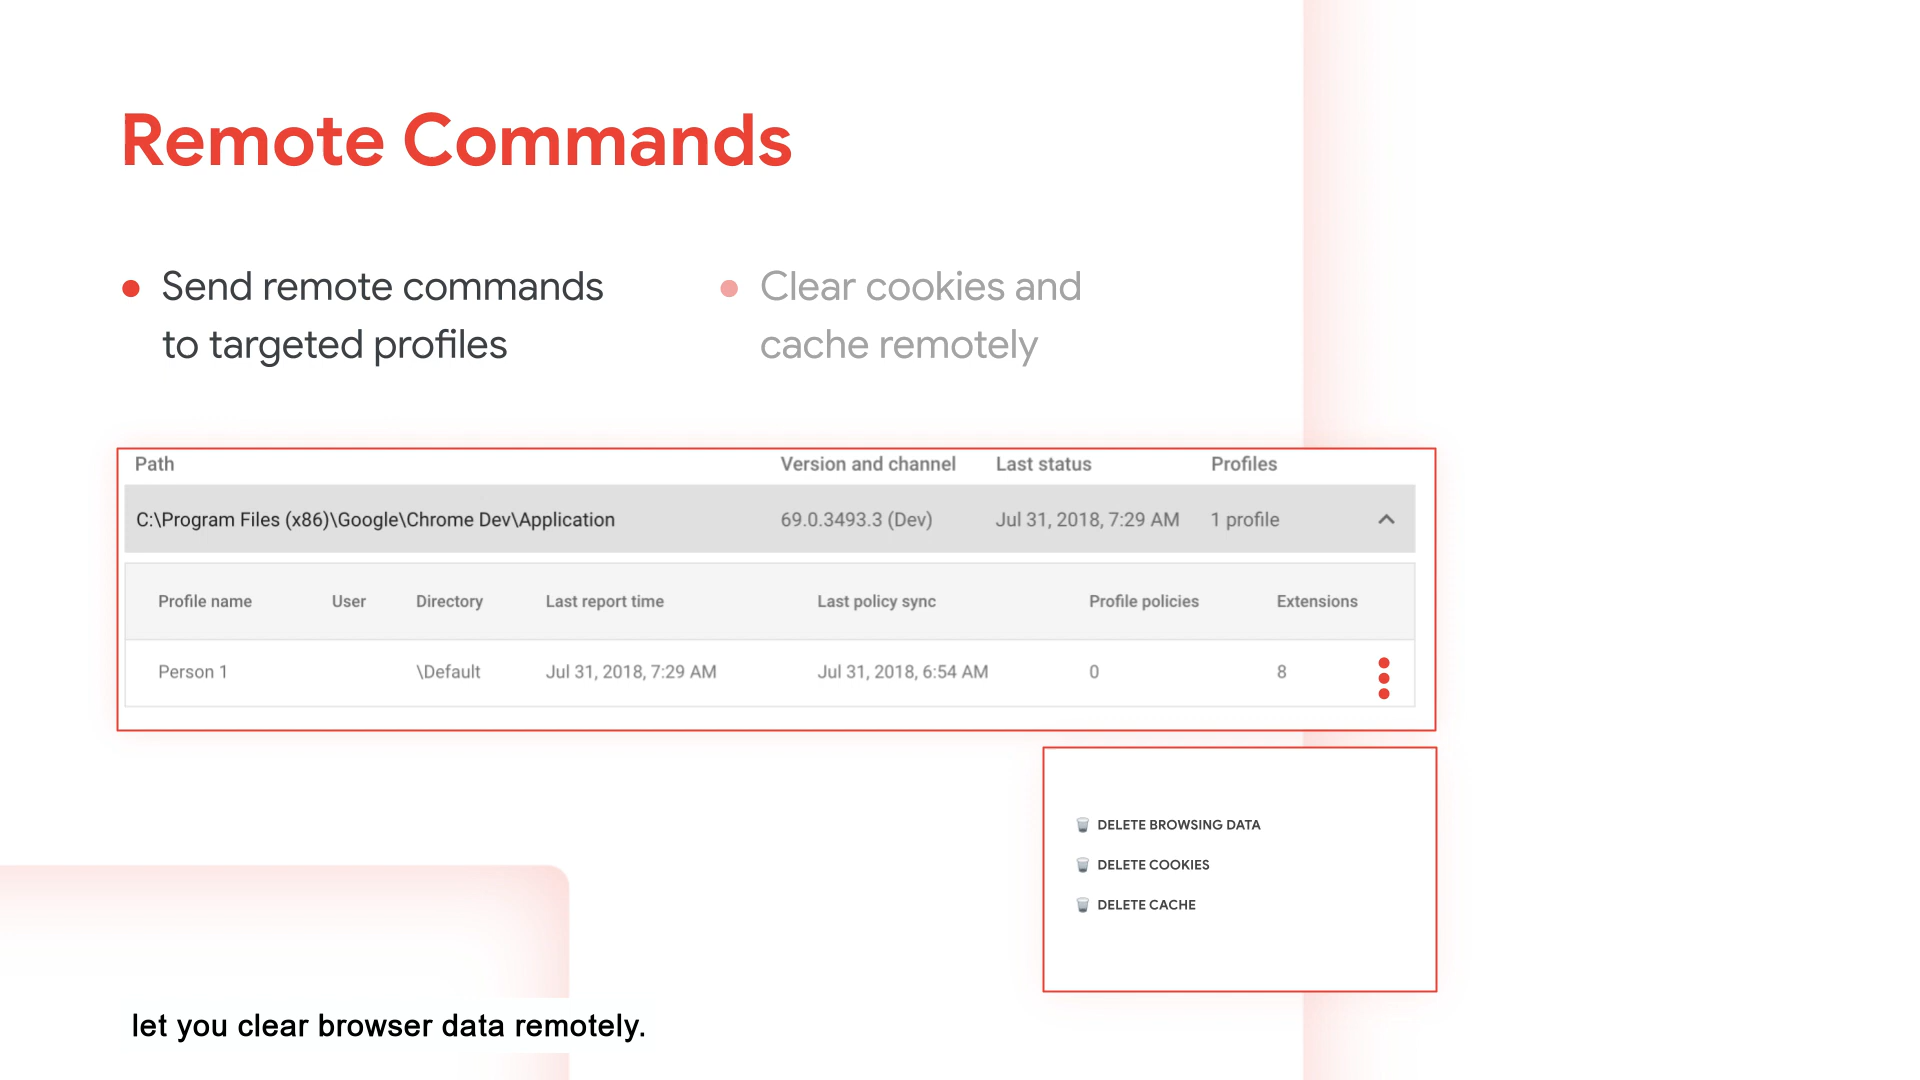 Remote Commands
Send remote commands
to targeted profiles
Clear cookies and
cache remotely
Path Version and channel Last status Profiles
C:\Program Files (x86)\Google\Chrome Dev\Application 69.0.3493.3 (Dev) Jul 31, 2018, 7:29 AM 1 profile
Profile name User Directory Last report time Last policy sync Profile policies Extensions
Person 1 \Default Jul 31, 2018, 7:29 AM Jul 31, 2018, 6:54 AM 0 8
DELETE BROWSING DATA
DELETE COOKIES
DELETE CACHE
let you clear browser data remotely.